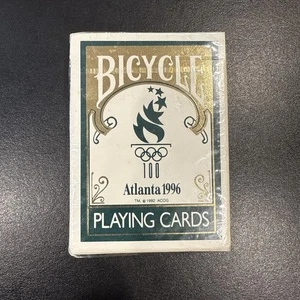 BICYCLE
100
Atlanta 1996
TM, © 1992 ACOG
PLAYING CARDS